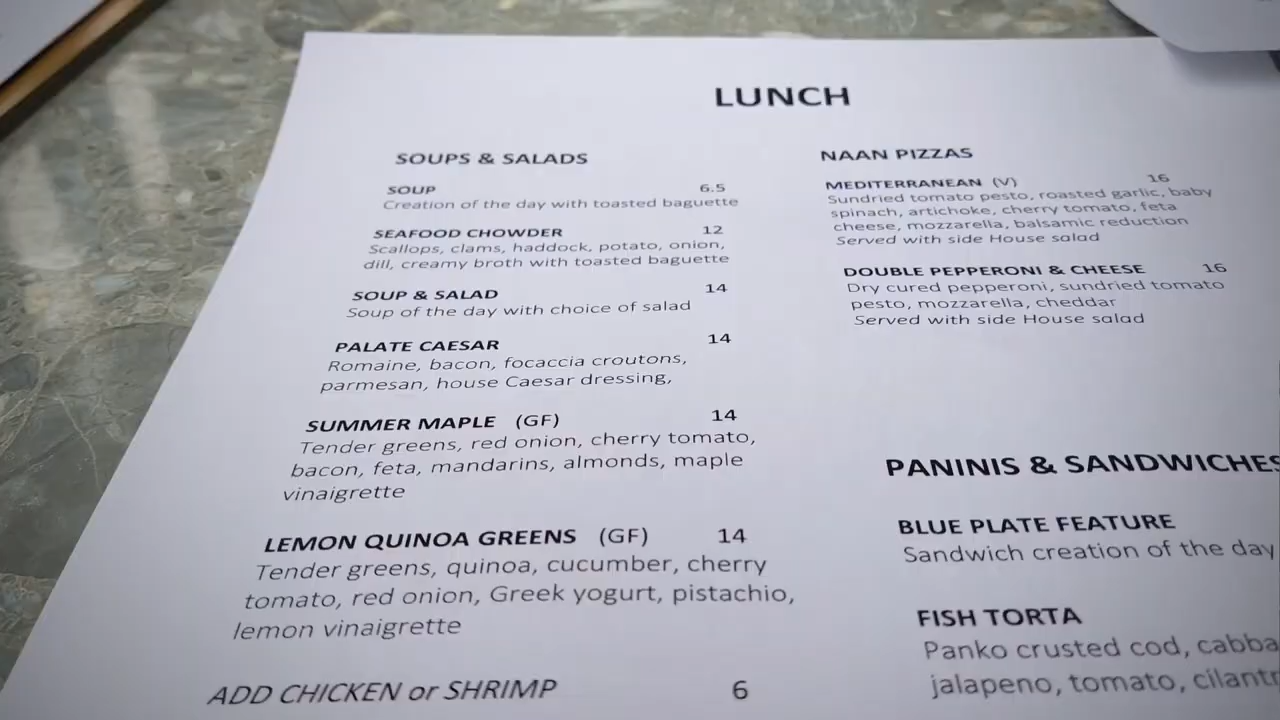 LUNCH
SOUPS & SALADS
SOUP 6.5
Creation of the day with toasted baguette
SEAFOOD CHOWDER 12
Scallops, clams, haddock, potato, onion,
dill, creamy broth with toasted baguette
SOUP & SALAD 14
Soup of the day with choice of salad
PALATE CAESAR 14
Romaine, bacon, focaccia croutons,
parmesan, house Caesar dressing,
SUMMER MAPLE (GF) 14
Tender greens, red onion, cherry tomato,
bacon, feta, mandarins, almonds, maple
vinaigrette
LEMON QUINOA GREENS (GF) 14
Tender greens, quinoa, cucumber, cherry
tomato, red onion, Greek yogurt, pistachio,
lemon vinaigrette
ADD CHICKEN or SHRIMP 6
NAAN PIZZAS
MEDITERRANEAN (V) 16
Sundried tomato pesto, roasted garlic, baby
spinach, artichoke, cherry tomato, feta
cheese, mozzarella, balsamic reduction
Served with side House salad
DOUBLE PEPPERONI & CHEESE 16
Dry cured pepperoni, sundried tomato
pesto, mozzarella, cheddar
Served with side House salad
PANINIS & SANDWICHES
BLUE PLATE FEATURE
Sandwich creation of the day
FISH TORTA
Panko crusted cod, cabba
jalapeno, tomato, cilant